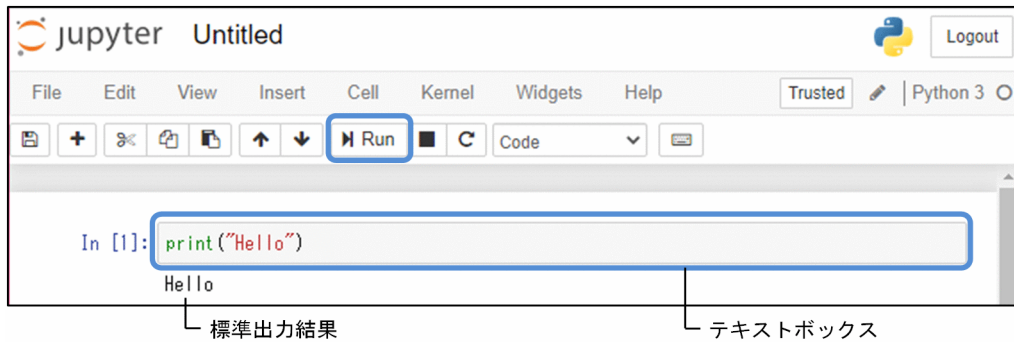 jupyter Untitled Logout
File Edit View Insert Cell Kernel Widgets Help Trusted Python 3
Run Code
In [1]: print("Hello")
Hello
標準出力結果 テキストボックス